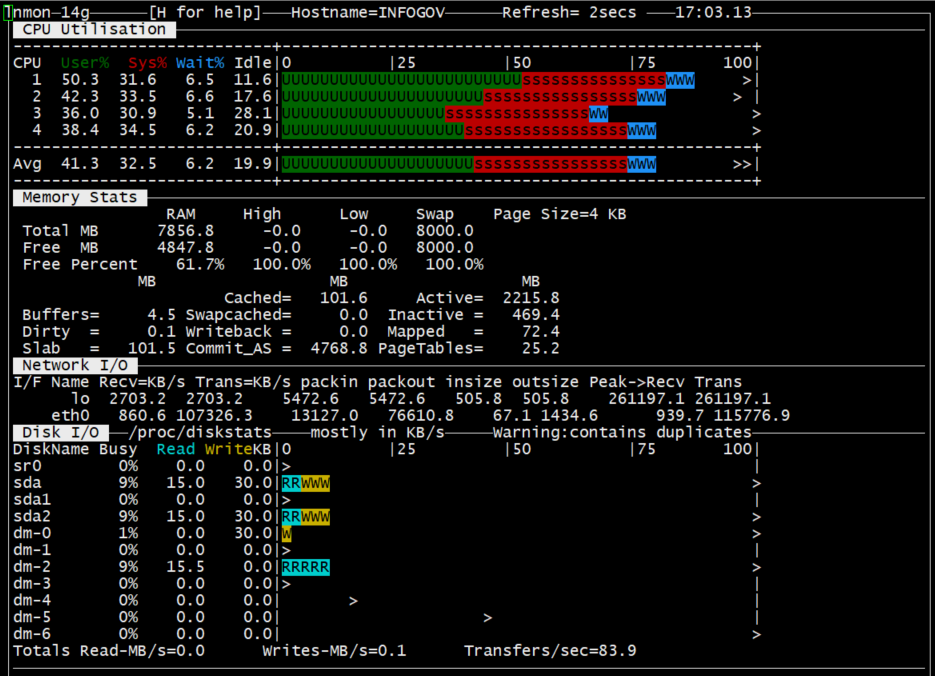 lnmon-14g——————[H for help]———Hostname=INFOGOV——————Refresh= 2secs ———17:03.13—
CPU Utilisation
---------------------------+-------------------------------------------------+
CPU  User%  Sys% Wait% Idle|0          |25         |50          |75       100|
1  50.3  31.6   6.5  11.6|UUUUUUUUUUUUUUUUUUUUUUUUUsssssssssssssssWWW     >|
2  42.3  33.5   6.6  17.6|UUUUUUUUUUUUUUUUUUUUUssssssssssssssssWWW       > |
3  36.0  30.9   5.1  28.1|UUUUUUUUUUUUUUUUUsssssssssssssssWW               >
4  38.4  34.5   6.2  20.9|UUUUUUUUUUUUUUUUUUUsssssssssssssssssWWW          >
---------------------------+-------------------------------------------------+
Avg  41.3  32.5   6.2  19.9|UUUUUUUUUUUUUUUUUUUUssssssssssssssssWWW        >>|
---------------------------+-------------------------------------------------+
Memory Stats
RAM     High      Low     Swap    Page Size=4 KB
Total MB      7856.8     -0.0     -0.0   8000.0
Free  MB      4847.8     -0.0     -0.0   8000.0
Free Percent    61.7%   100.0%   100.0%   100.0%
MB                  MB                  MB
Cached=   101.6     Active=  2215.8
Buffers=     4.5 Swapcached=     0.0  Inactive =   469.4
Dirty  =     0.1 Writeback =     0.0  Mapped   =    72.4
Slab   =   101.5 Commit_AS =  4768.8 PageTables=    25.2
Network I/O
I/F Name Recv=KB/s Trans=KB/s packin packout insize outsize Peak->Recv Trans
lo  2703.2  2703.2    5472.6   5472.6   505.8  505.8    261197.1 261197.1
eth0   860.6 107326.3    13127.0  76610.8    67.1 1434.6      939.7 115776.9
Disk I/O ——/proc/diskstats————mostly in KB/s—————Warning:contains duplicates
DiskName Busy  Read WriteKB|0          |25         |50          |75       100|
sr0        0%    0.0    0.0|>                                                |
sda        9%   15.0   30.0|RRWWW                                            >
sda1       0%    0.0    0.0|>                                                |
sda2       9%   15.0   30.0|RRWWW                                            >
dm-0       1%    0.0   30.0|W                                                >
dm-1       0%    0.0    0.0|>                                                |
dm-2       9%   15.5    0.0|RRRRR                                            >
dm-3       0%    0.0    0.0|>                                                |
dm-4       0%    0.0    0.0|       >                                         |
dm-5       0%    0.0    0.0|                     >                           |
dm-6       0%    0.0    0.0|                                                 >
Totals Read-MB/s=0.0      Writes-MB/s=0.1      Transfers/sec=83.9